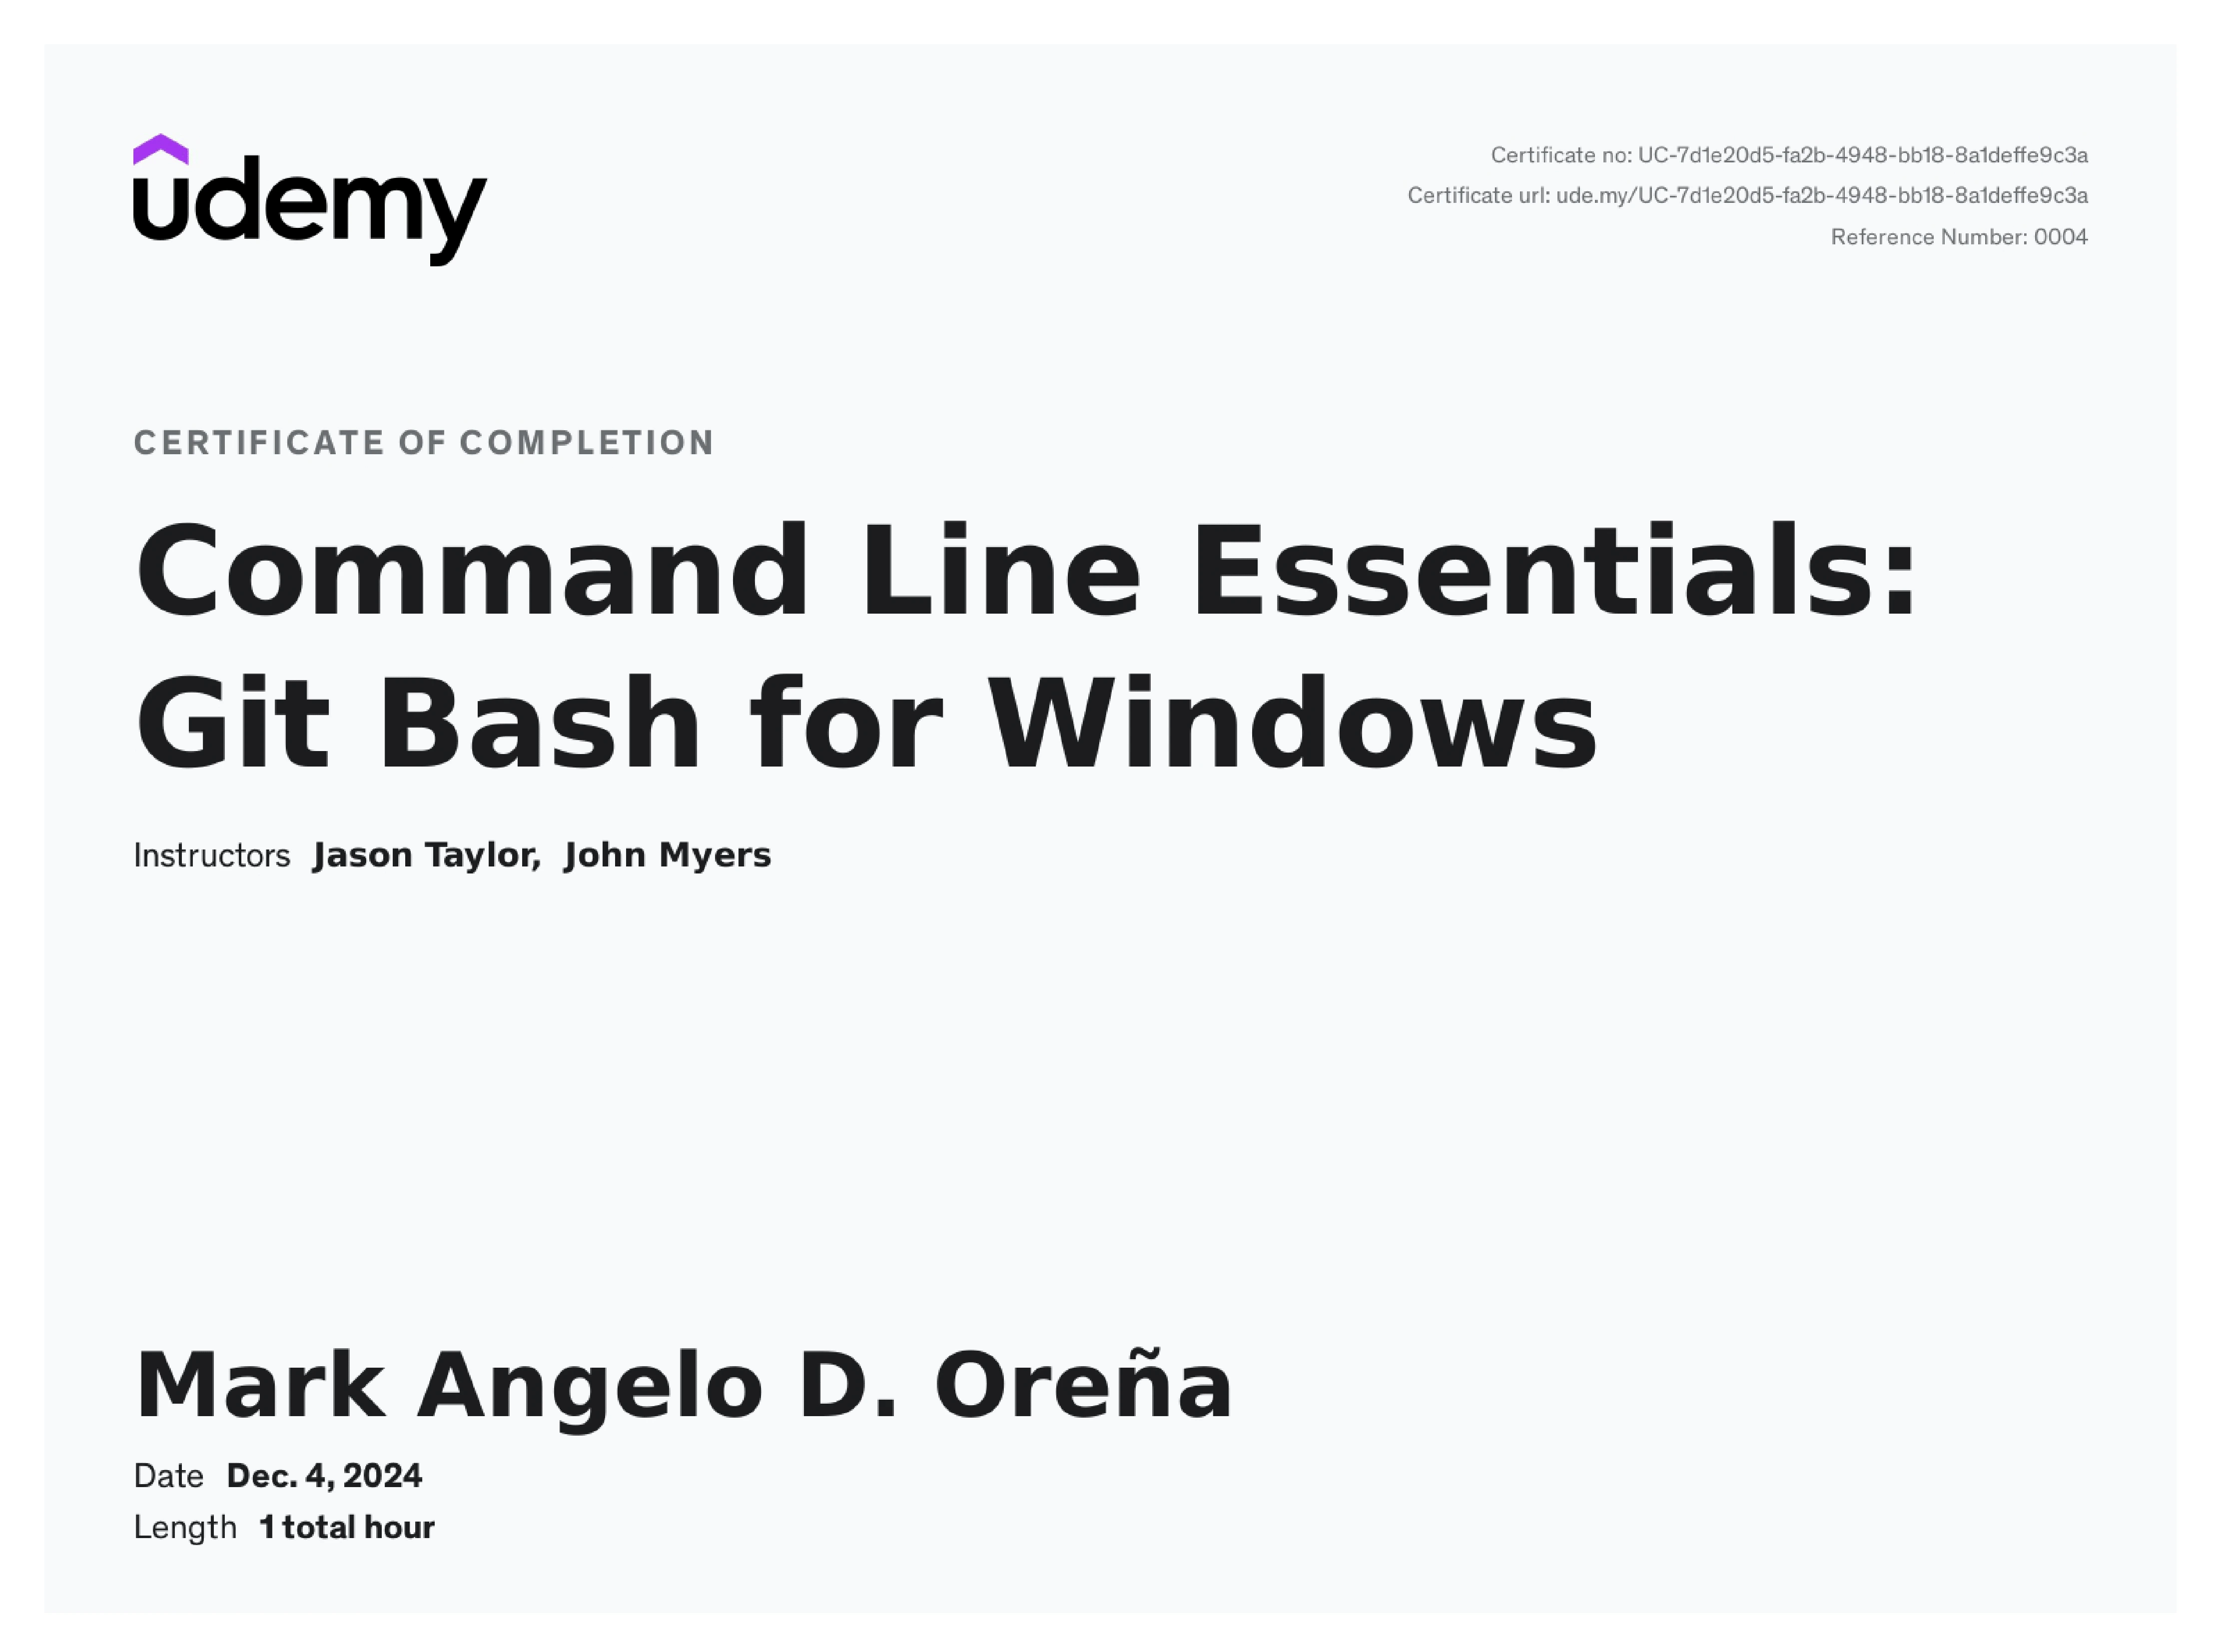 udemy
Certificate no: UC-7d1e20d5-fa2b-4948-bb18-8a1deffe9c3a
Certificate url: ude.my/UC-7d1e20d5-fa2b-4948-bb18-8a1deffe9c3a
Reference Number: 0004
CERTIFICATE OF COMPLETION
Command Line Essentials:
Git Bash for Windows
Instructors Jason Taylor, John Myers
Mark Angelo D. Oreña
Date Dec. 4, 2024
Length 1 total hour